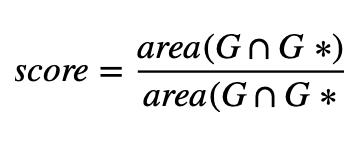 score = area(G ∩ G *) / area(G ∩ G *